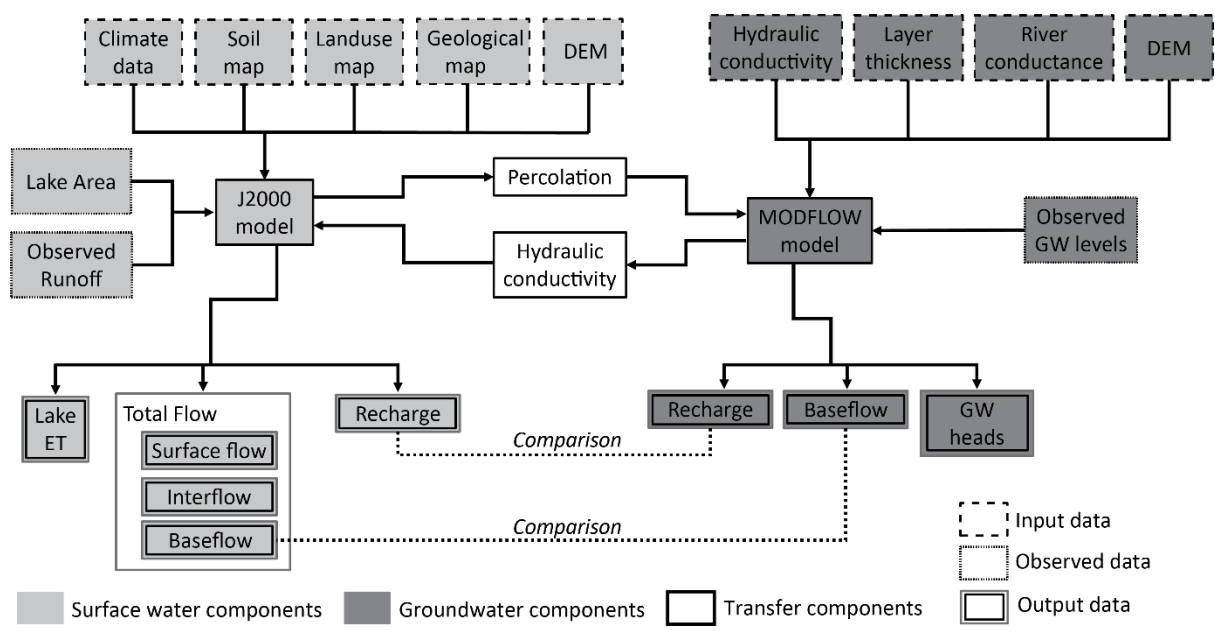 Climate
data
Soil
map
Landuse
map
Geological
map
DEM
Hydraulic
conductivity
Layer
thickness
River
conductance
DEM
Lake Area
Observed
Runoff
J2000
model
Percolation
Hydraulic
conductivity
MODFLOW
model
Observed
GW levels
Lake
ET
Total Flow
Surface flow
Interflow
Baseflow
Recharge
Comparison
Comparison
Recharge
Baseflow
GW
heads
Input data
Observed data
Output data
Surface water components
Groundwater components
Transfer components